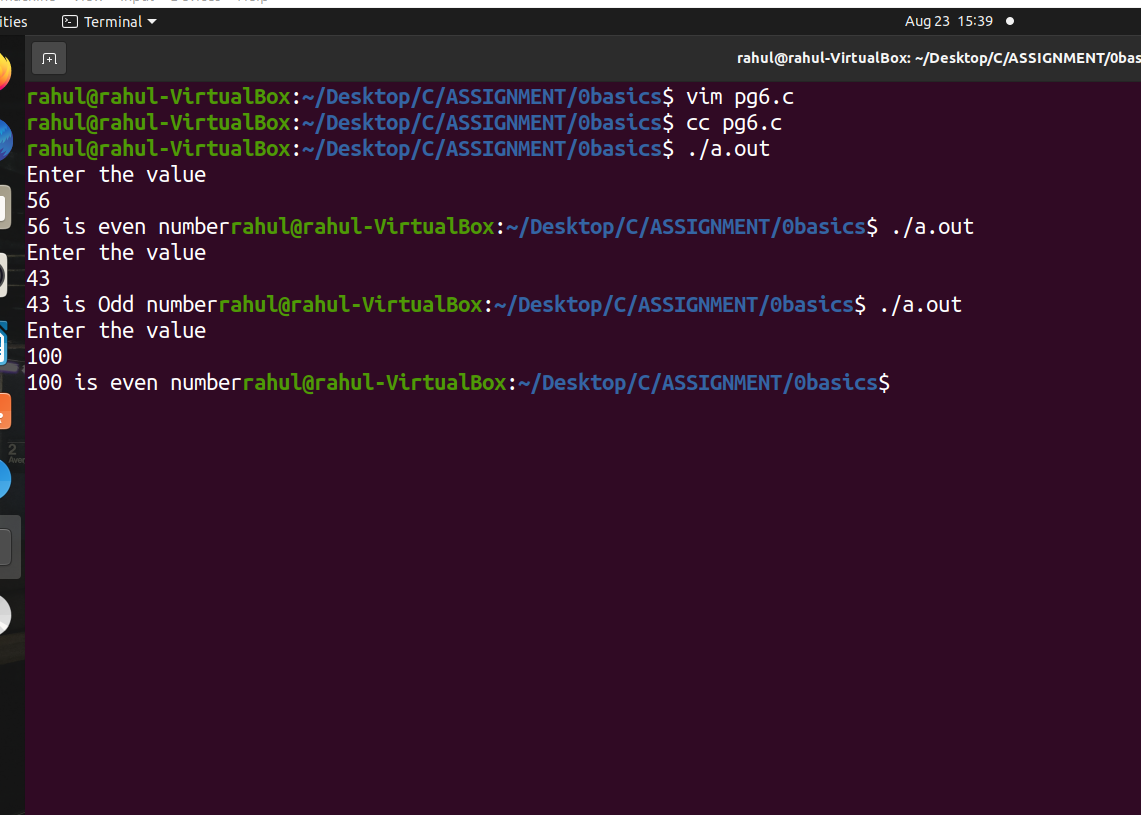 ities Terminal Aug 23 15:39
rahul@rahul-VirtualBox: ~/Desktop/C/ASSIGNMENT/0bas
rahul@rahul-VirtualBox:~/Desktop/C/ASSIGNMENT/0basics$ vim pg6.c
rahul@rahul-VirtualBox:~/Desktop/C/ASSIGNMENT/0basics$ cc pg6.c
rahul@rahul-VirtualBox:~/Desktop/C/ASSIGNMENT/0basics$ ./a.out
Enter the value
56
56 is even numberrahul@rahul-VirtualBox:~/Desktop/C/ASSIGNMENT/0basics$ ./a.out
Enter the value
43
43 is Odd numberrahul@rahul-VirtualBox:~/Desktop/C/ASSIGNMENT/0basics$ ./a.out
Enter the value
100
100 is even numberrahul@rahul-VirtualBox:~/Desktop/C/ASSIGNMENT/0basics$